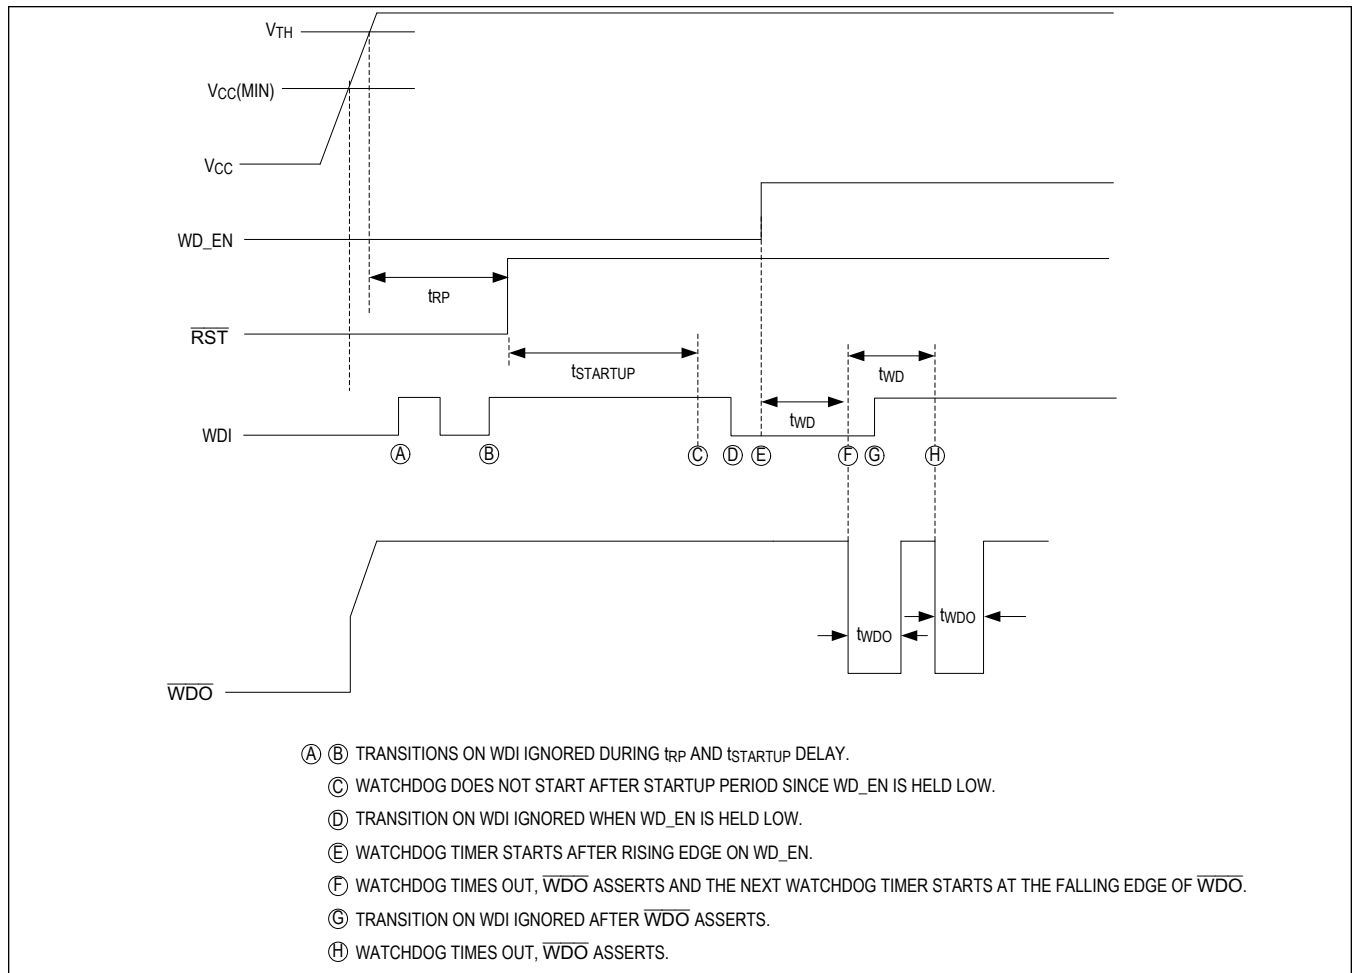 VTH
VCC(MIN)
VCC
WD_EN
tRP
RST
tSTARTUP
tWD
WDI
tWD
A B C D E F G H
tWDO
tWDO
WDO
A B TRANSITIONS ON WDI IGNORED DURING tRP AND tSTARTUP DELAY.
C WATCHDOG DOES NOT START AFTER STARTUP PERIOD SINCE WD_EN IS HELD LOW.
D TRANSITION ON WDI IGNORED WHEN WD_EN IS HELD LOW.
E WATCHDOG TIMER STARTS AFTER RISING EDGE ON WD_EN.
F WATCHDOG TIMES OUT, WDO ASSERTS AND THE NEXT WATCHDOG TIMER STARTS AT THE FALLING EDGE OF WDO.
G TRANSITION ON WDI IGNORED AFTER WDO ASSERTS.
H WATCHDOG TIMES OUT, WDO ASSERTS.